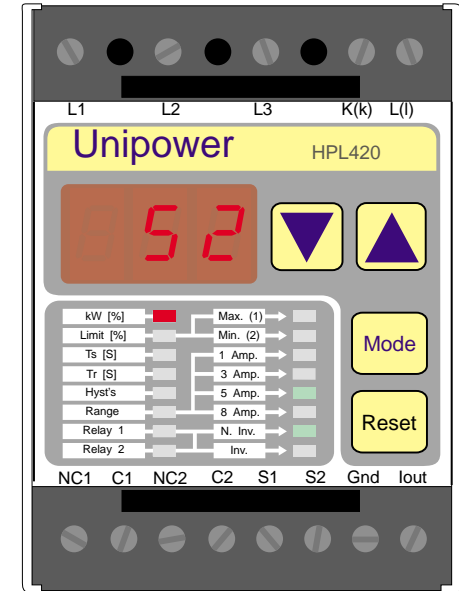 L1 L2 L3 K(k) L(l)
Unipower HPL420
52
kW [%] Max. (1)
Limit [%] Min. (2)
Ts [S] 1 Amp.
Tr [S] 3 Amp.
Hyst's 5 Amp.
Range 8 Amp.
Relay 1 N. Inv.
Relay 2 Inv.
Mode
Reset
NC1 C1 NC2 C2 S1 S2 Gnd Iout